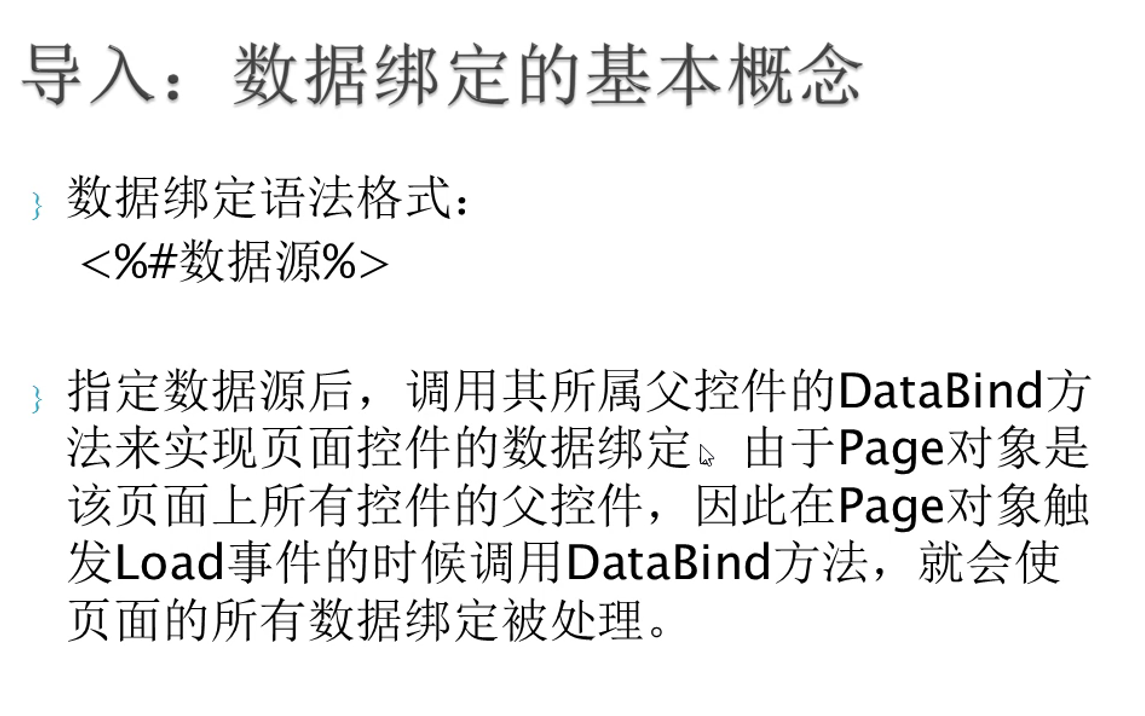 导入：数据绑定的基本概念
数据绑定语法格式：
<%#数据源%>
指定数据源后，调用其所属父控件的DataBind方
法来实现页面控件的数据绑定。由于Page对象是
该页面上所有控件的父控件，因此在Page对象触
发Load事件的时候调用DataBind方法，就会使
页面的所有数据绑定被处理。